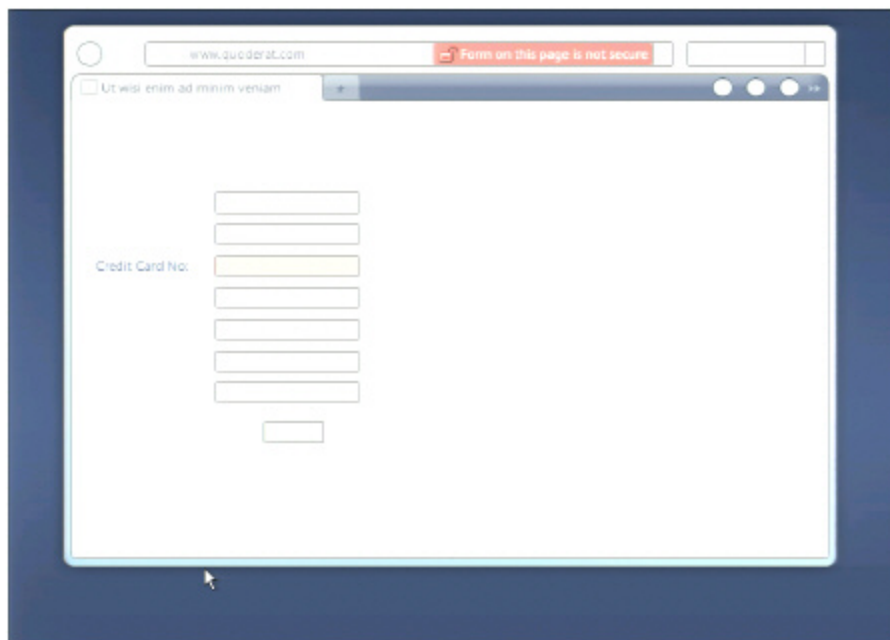 www.quoderat.com
Form on this page is not secure
Ut wisi enim ad minim veniam
+
Credit Card No: